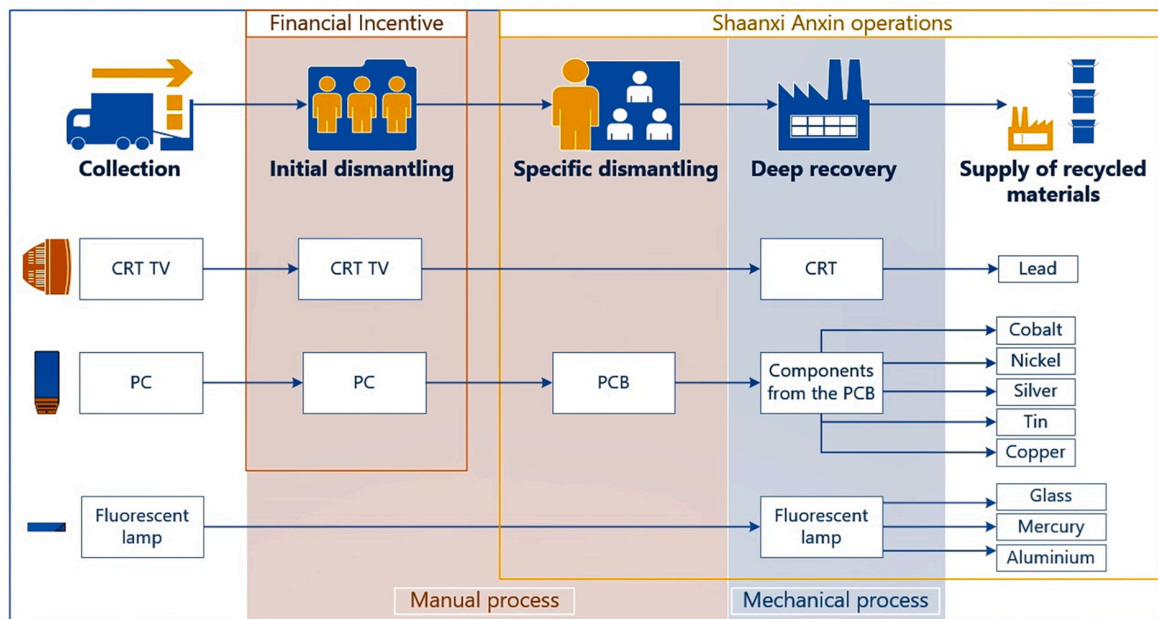 Financial Incentive
Shaanxi Anxin operations
Collection
Initial dismantling
Specific dismantling
Deep recovery
Supply of recycled
materials
CRT TV
CRT TV
CRT
Lead
PC
PC
PCB
Components
from the PCB
Cobalt
Nickel
Silver
Tin
Copper
Fluorescent
lamp
Fluorescent
lamp
Glass
Mercury
Aluminium
Manual process
Mechanical process